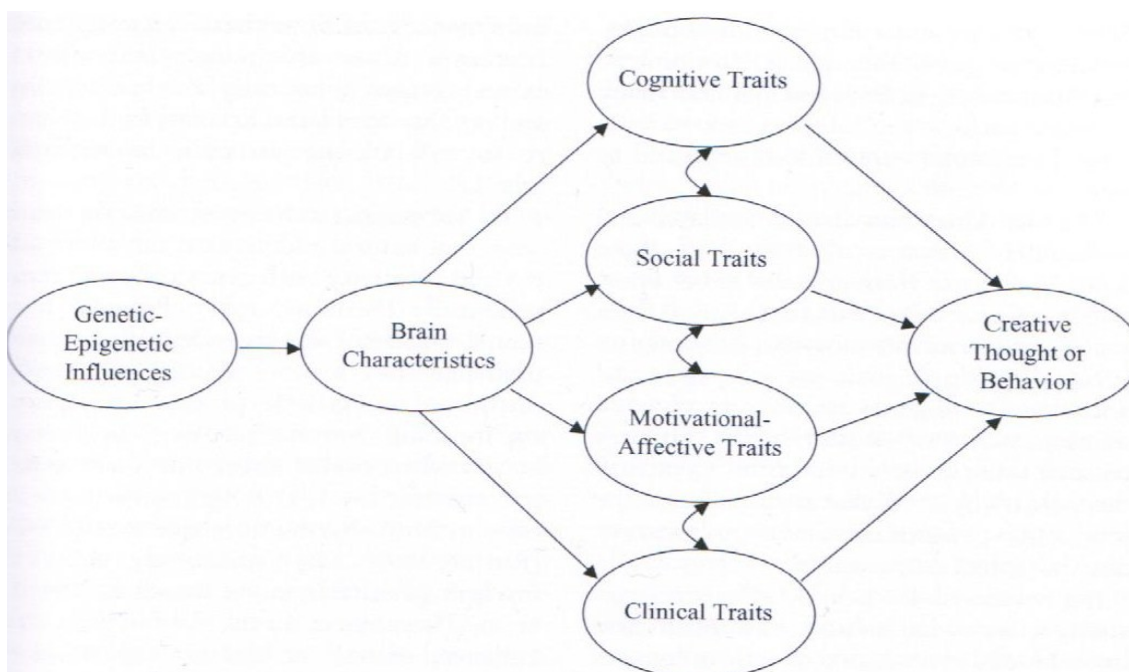 Cognitive Traits
Social Traits
Genetic-
Epigenetic
Influences
Brain
Characteristics
Creative
Thought or
Behavior
Motivational-
Affective Traits
Clinical Traits